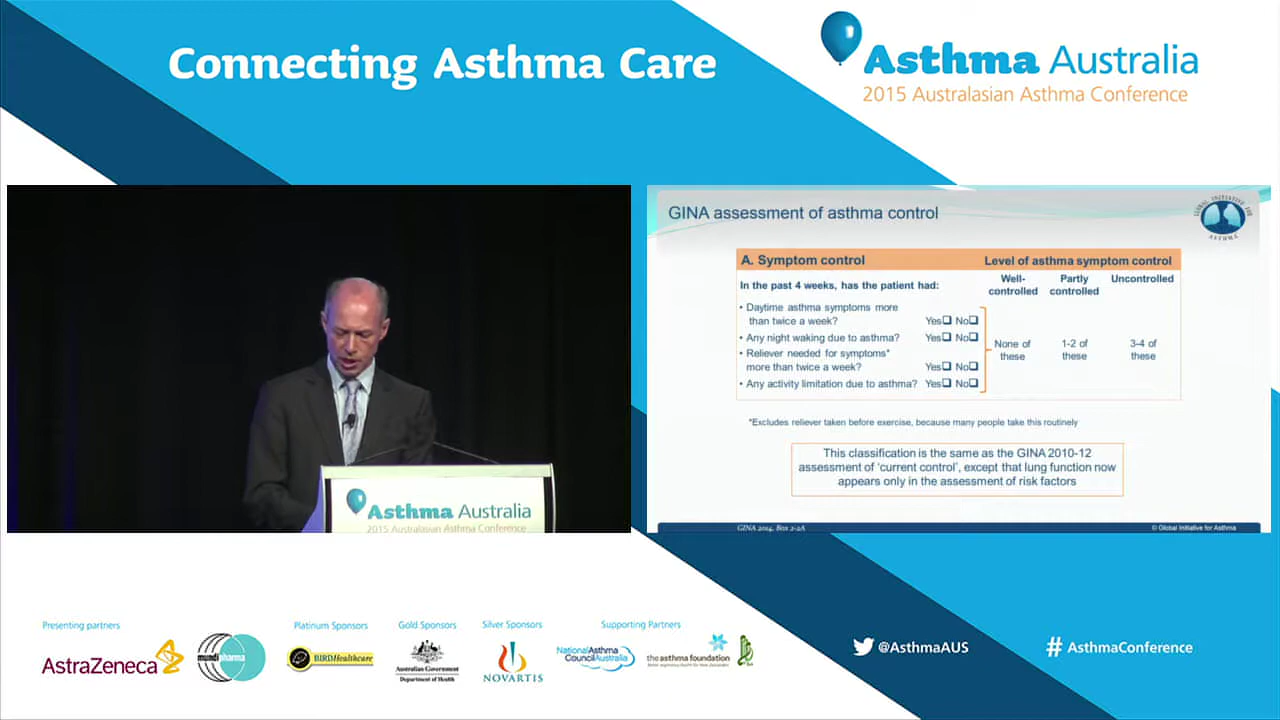 Connecting Asthma Care
Asthma Australia
2015 Australasian Asthma Conference
GINA assessment of asthma control
GLOBAL INITIATIVE FOR
ASTHMA
A. Symptom control
Level of asthma symptom control
In the past 4 weeks, has the patient had:
Well-
controlled
Partly
controlled
Uncontrolled
• Daytime asthma symptoms more
than twice a week? Yes❑ No❑
• Any night waking due to asthma? Yes❑ No❑
• Reliever needed for symptoms*
more than twice a week? Yes❑ No❑
• Any activity limitation due to asthma? Yes❑ No❑
None of
these
1-2 of
these
3-4 of
these
*Excludes reliever taken before exercise, because many people take this routinely
This classification is the same as the GINA 2010-12
assessment of 'current control', except that lung function now
appears only in the assessment of risk factors
GINA 2014, Box 2-2A
© Global Initiative for Asthma
Asthma Australia
2015 Australasian Asthma Conference
Presenting partners
AstraZeneca
pharma
Platinum Sponsors
BIRDHealthcare
Gold Sponsors
Australian Government
Department of Health
Silver Sponsors
NOVARTIS
Supporting Partners
NationalAsthma
CouncilAustralia
the asthma foundation
@AsthmaAUS
# AsthmaConference